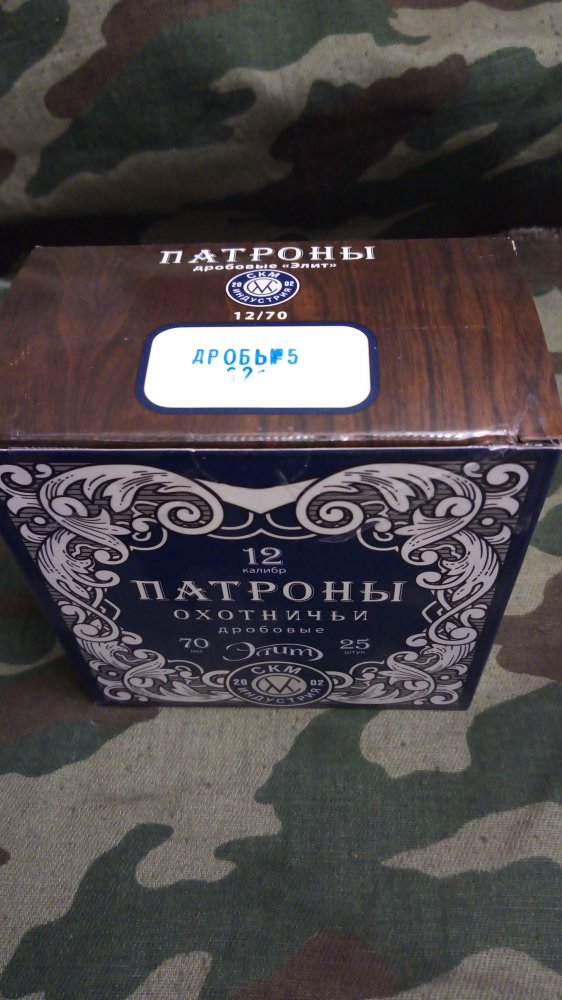 ПАТРОНЫ
дробовые «Элит»
СКМ
20 02
ИНДУСТРИЯ
12/70
ДРОБЬ№5
12
калибр
ПАТРОНЫ
ОХОТНИЧЬИ
дробовые
70 мм
Элит
25 штук
СКМ
20 02
ИНДУСТРИЯ